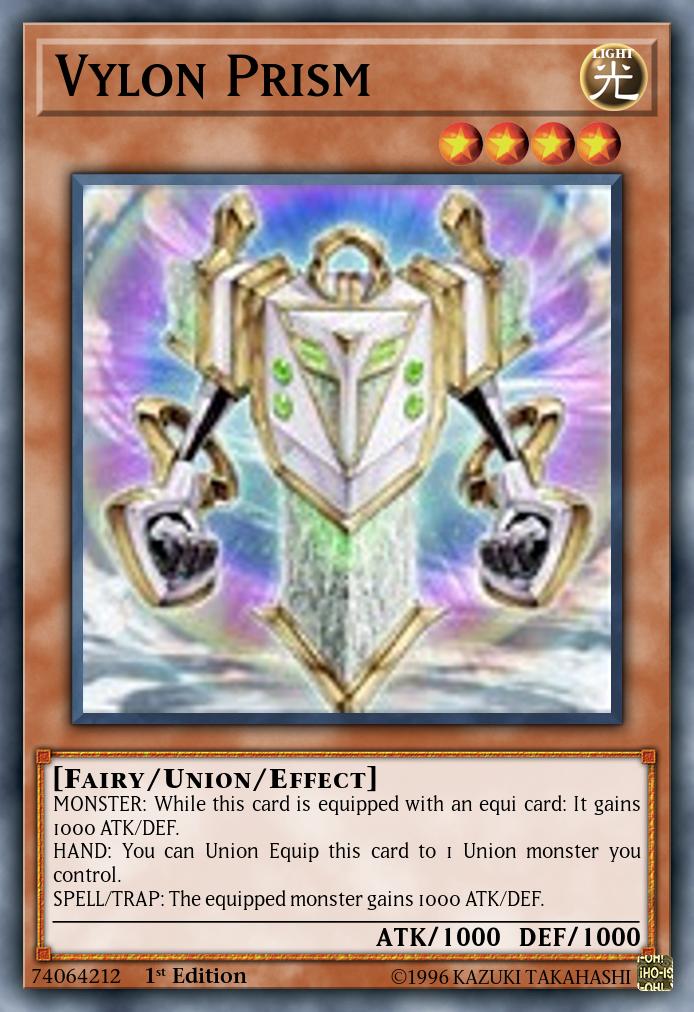 Vylon Prism
LIGHT
光
[Fairy/Union/Effect]
MONSTER: While this card is equipped with an equi card: It gains
1000 ATK/DEF.
HAND: You can Union Equip this card to 1 Union monster you
control.
SPELL/TRAP: The equipped monster gains 1000 ATK/DEF.
ATK/1000 DEF/1000
74064212 1st Edition ©1996 KAZUKI TAKAHASHI